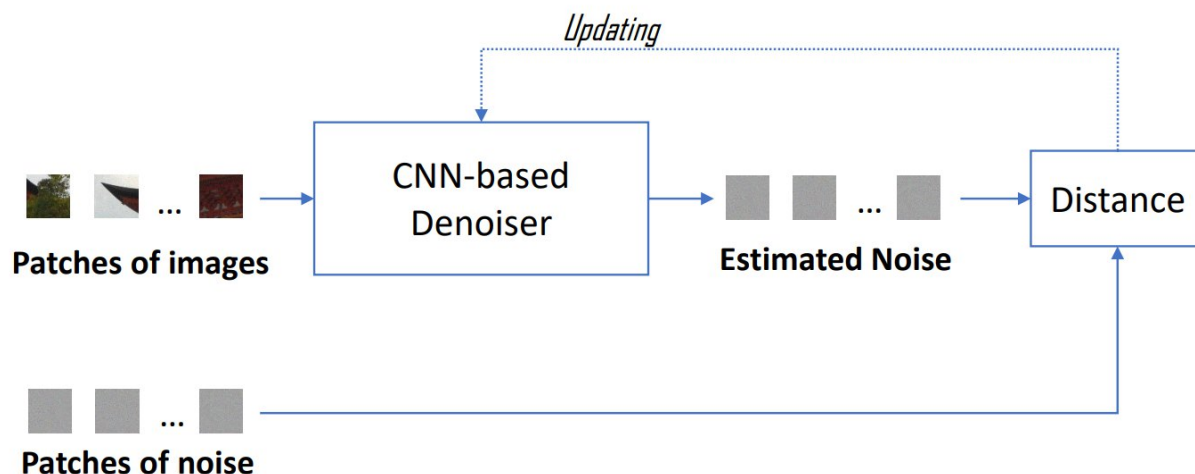 Updating
CNN-based
Denoiser
Distance
...
...
Patches of images
Estimated Noise
...
Patches of noise